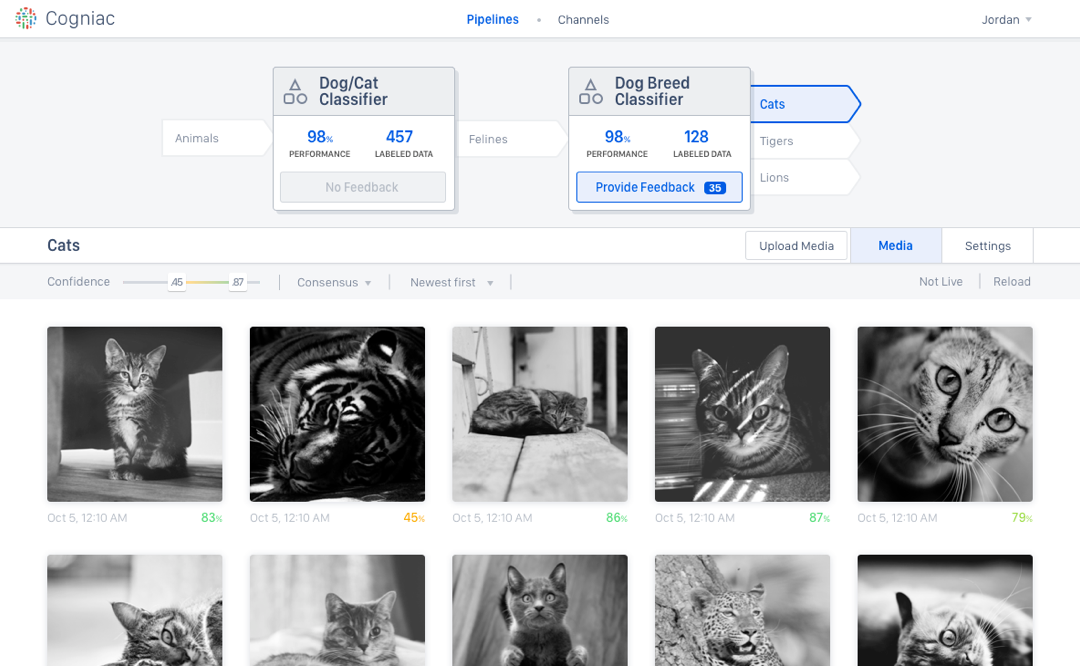 Cogniac
Pipelines
Channels
Jordan
Dog/Cat
Classifier
Dog Breed
Classifier
Animals
98%
PERFORMANCE
457
LABELED DATA
No Feedback
Felines
98%
PERFORMANCE
128
LABELED DATA
Provide Feedback 35
Cats
Tigers
Lions
Cats
Upload Media
Media
Settings
Confidence
.45
.87
Consensus
Newest first
Not Live
Reload
Oct 5, 12:10 AM 83%
Oct 5, 12:10 AM 45%
Oct 5, 12:10 AM 86%
Oct 5, 12:10 AM 87%
Oct 5, 12:10 AM 79%